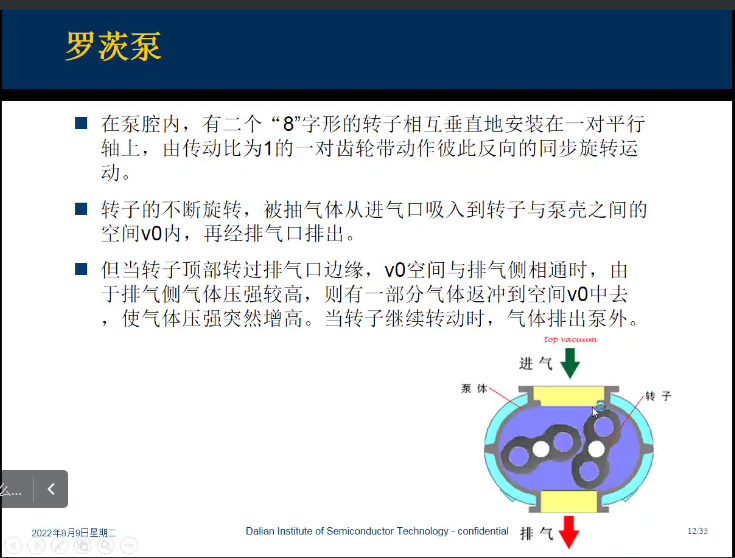 罗茨泵
在泵腔内，有二个“8”字形的转子相互垂直地安装在一对平行
轴上，由传动比为1的一对齿轮带动作彼此反向的同步旋转运
动。
转子的不断旋转，被抽气体从进气口吸入到转子与泵壳之间的
空间v0内，再经排气口排出。
但当转子顶部转过排气口边缘，v0空间与排气侧相通时，由
于排气侧气体压强较高，则有一部分气体返冲到空间v0中去
，使气体压强突然增高。当转子继续转动时，气体排出泵外。
top vacuum
进 气
泵 体
转 子
么...
排 气
2022年8月9日星期二
Dalian Institute of Semiconductor Technology - confidential
12/35